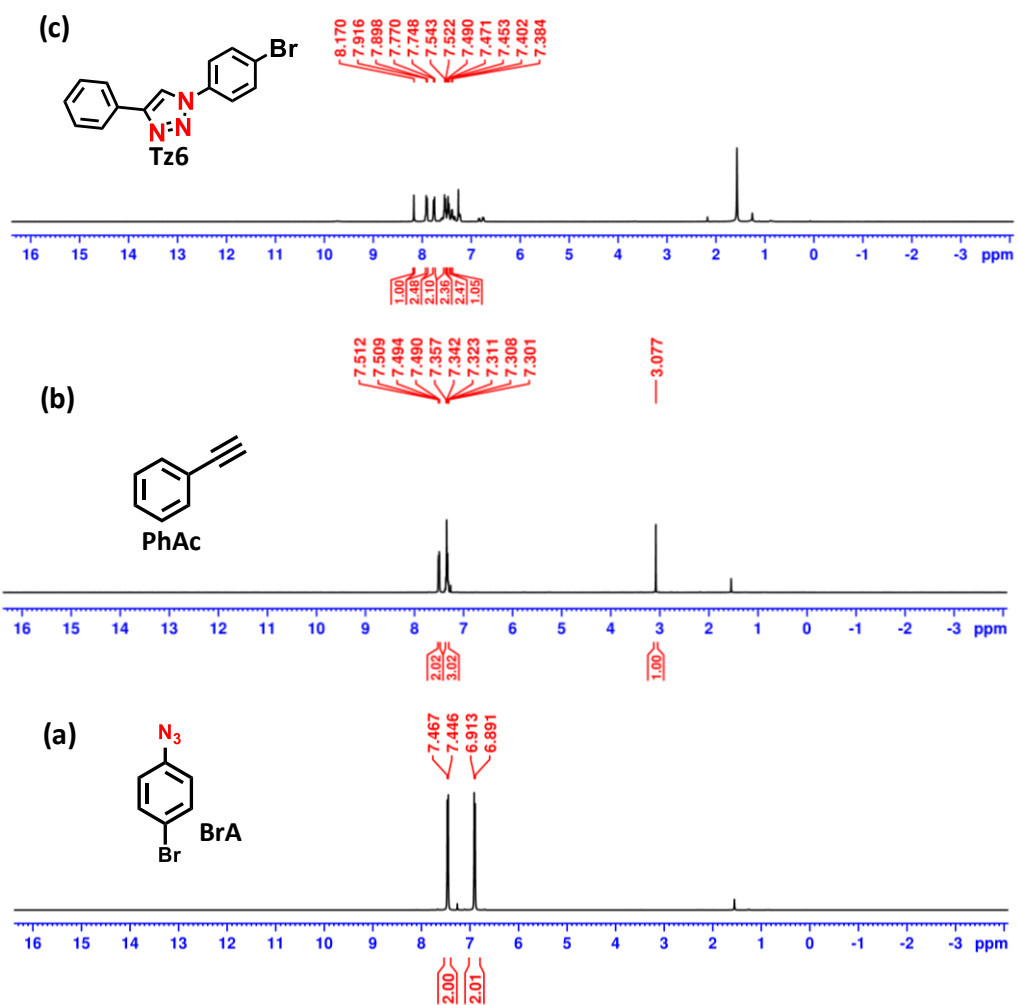 (c)
8.170
7.916
7.898
7.770
7.748
7.543
7.522
7.490
7.471
7.453
7.402
7.384
Br
N
N
N
Tz6
16 15 14 13 12 11 10 9 8 7 6 5 4 3 2 1 0 -1 -2 -3 ppm
1.00
2.48
2.10
2.36
2.47
1.05
7.512
7.509
7.494
7.490
7.357
7.342
7.323
7.311
7.308
7.301
3.077
(b)
PhAc
16 15 14 13 12 11 10 9 8 7 6 5 4 3 2 1 0 -1 -2 -3 ppm
2.02
3.02
1.00
(a)
7.467
7.446
6.913
6.891
N3
BrA
Br
16 15 14 13 12 11 10 9 8 7 6 5 4 3 2 1 0 -1 -2 -3 ppm
2.00
2.01